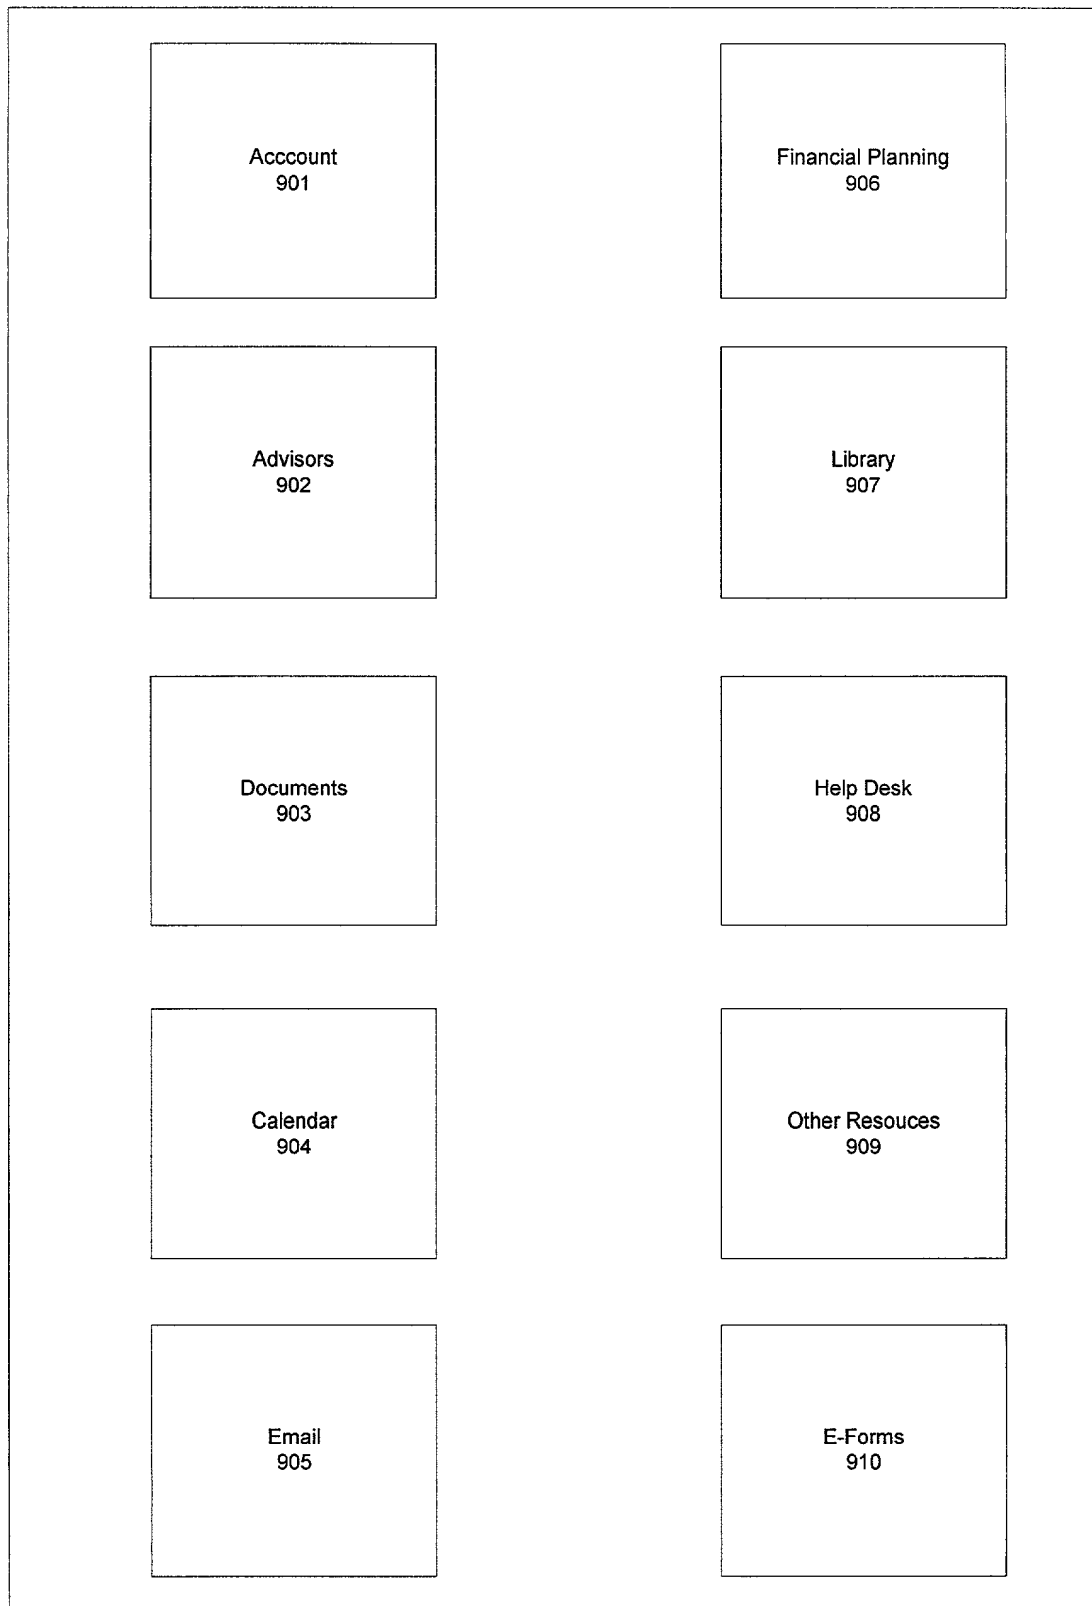 Acccount
901
Advisors
902
Documents
903
Calendar
904
Email
905
Financial Planning
906
Library
907
Help Desk
908
Other Resouces
909
E-Forms
910